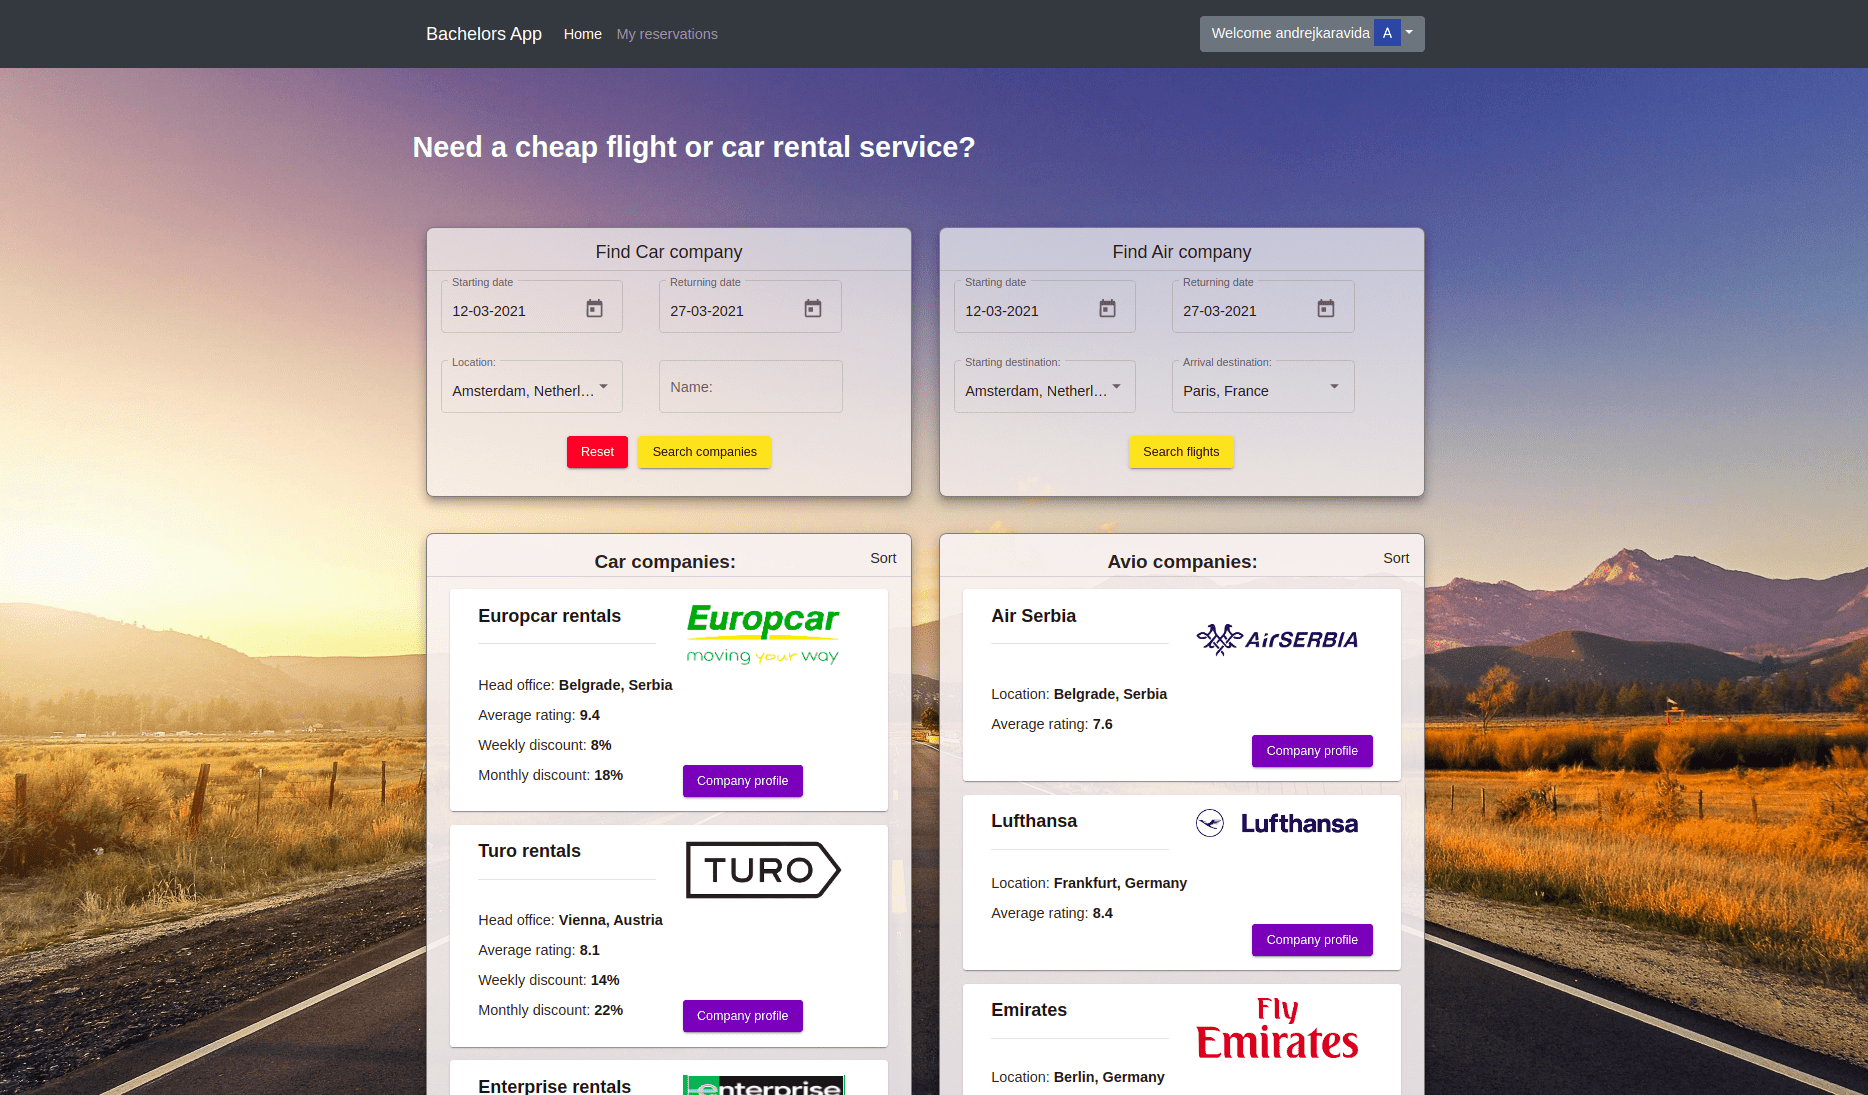 Bachelors App Home My reservations Welcome andrejkaravida A
Need a cheap flight or car rental service?
Find Car company
Starting date Returning date
12-03-2021 27-03-2021
Location:
Amsterdam, Netherl... Name:
Reset Search companies
Find Air company
Starting date Returning date
12-03-2021 27-03-2021
Starting destination: Arrival destination:
Amsterdam, Netherl... Paris, France
Search flights
Car companies: Sort
Europcar rentals
Europcar
moving your way
Head office: Belgrade, Serbia
Average rating: 9.4
Weekly discount: 8%
Monthly discount: 18%
Company profile
Turo rentals
TURO
Head office: Vienna, Austria
Average rating: 8.1
Weekly discount: 14%
Monthly discount: 22%
Company profile
Enterprise rentals
enterprise
Avio companies: Sort
Air Serbia
AirSERBIA
Location: Belgrade, Serbia
Average rating: 7.6
Company profile
Lufthansa
Lufthansa
Location: Frankfurt, Germany
Average rating: 8.4
Company profile
Emirates
Fly
Emirates
Location: Berlin, Germany